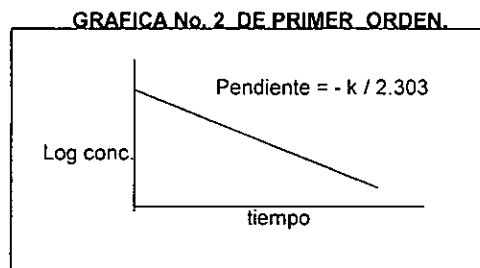 GRAFICA No. 2 DE PRIMER ORDEN.
Pendiente = - k / 2.303
Log conc.
tiempo